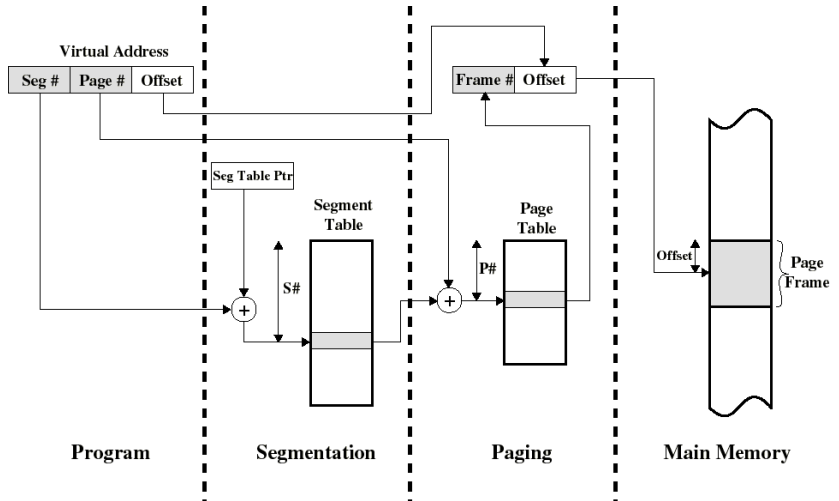 Virtual Address
Seg # Page # Offset
Frame # Offset
Seg Table Ptr
Segment
Table
Page
Table
S#
P#
+
+
Offset
Page
Frame
Program Segmentation Paging Main Memory